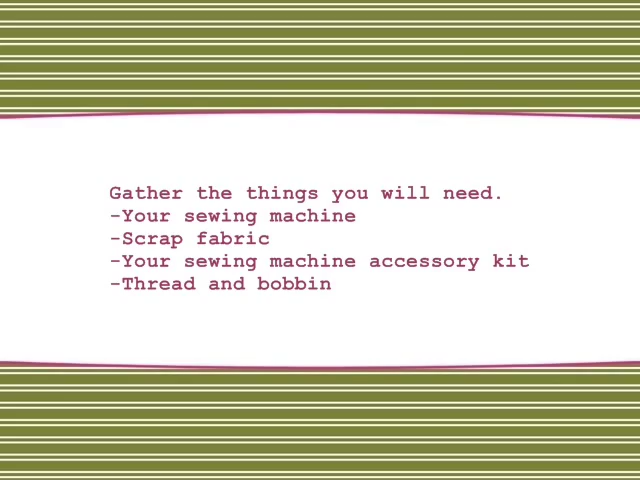 Gather the things you will need.
-Your sewing machine
-Scrap fabric
-Your sewing machine accessory kit
-Thread and bobbin